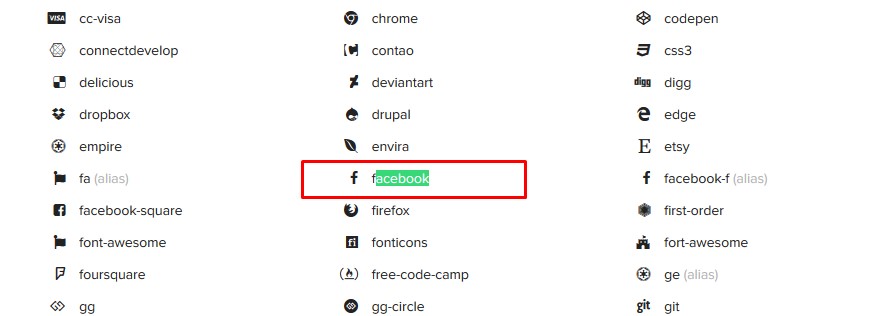 VISA cc-visa chrome codepen
connectdevelop contao css3
delicious deviantart digg digg
dropbox drupal edge
empire envira E etsy
fa (alias) f facebook f facebook-f (alias)
f facebook-square firefox first-order
font-awesome fi fonticons fort-awesome
foursquare free-code-camp ge (alias)
gg gg-circle git git